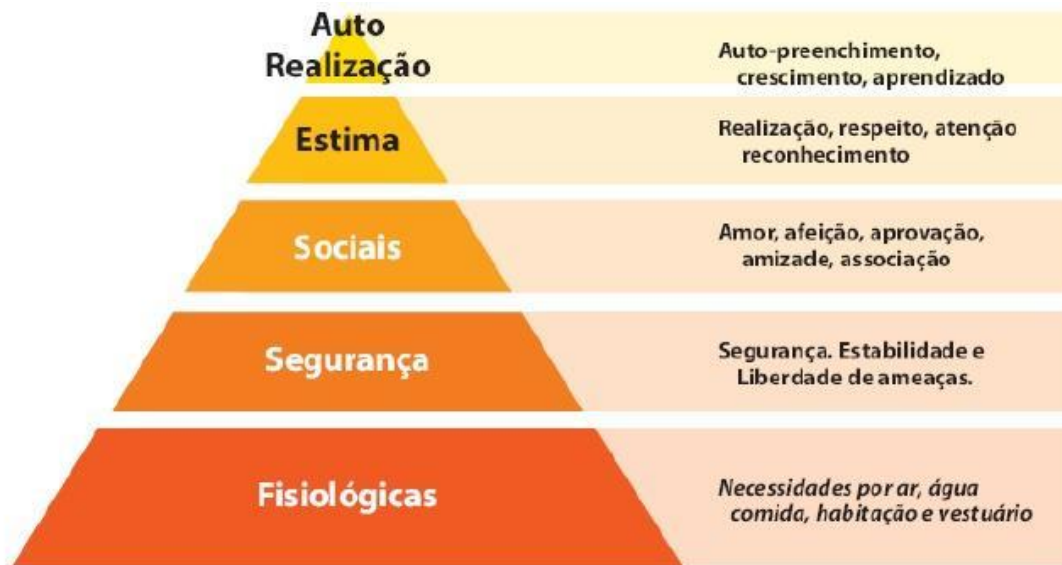 Auto
Realização
Auto-preenchimento,
crescimento, aprendizado
Estima
Realização, respeito, atenção
reconhecimento
Sociais
Amor, afeição, aprovação,
amizade, associação
Segurança
Segurança. Estabilidade e
Liberdade de ameaças.
Fisiológicas
Necessidades por ar, água
comida, habitação e vestuário